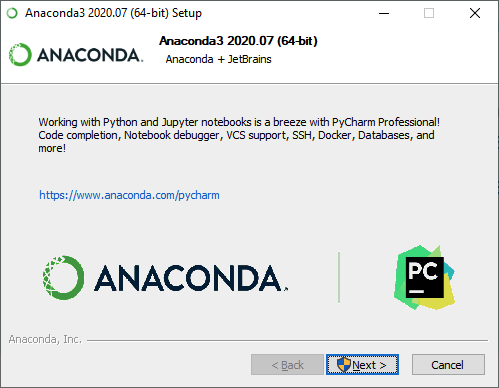 Anaconda3 2020.07 (64-bit) Setup
ANACONDA.
Anaconda3 2020.07 (64-bit)
Anaconda + JetBrains
Working with Python and Jupyter notebooks is a breeze with PyCharm Professional!
Code completion, Notebook debugger, VCS support, SSH, Docker, Databases, and
more!
https://www.anaconda.com/pycharm
ANACONDA.
PC
Anaconda, Inc.
< Back
Next >
Cancel